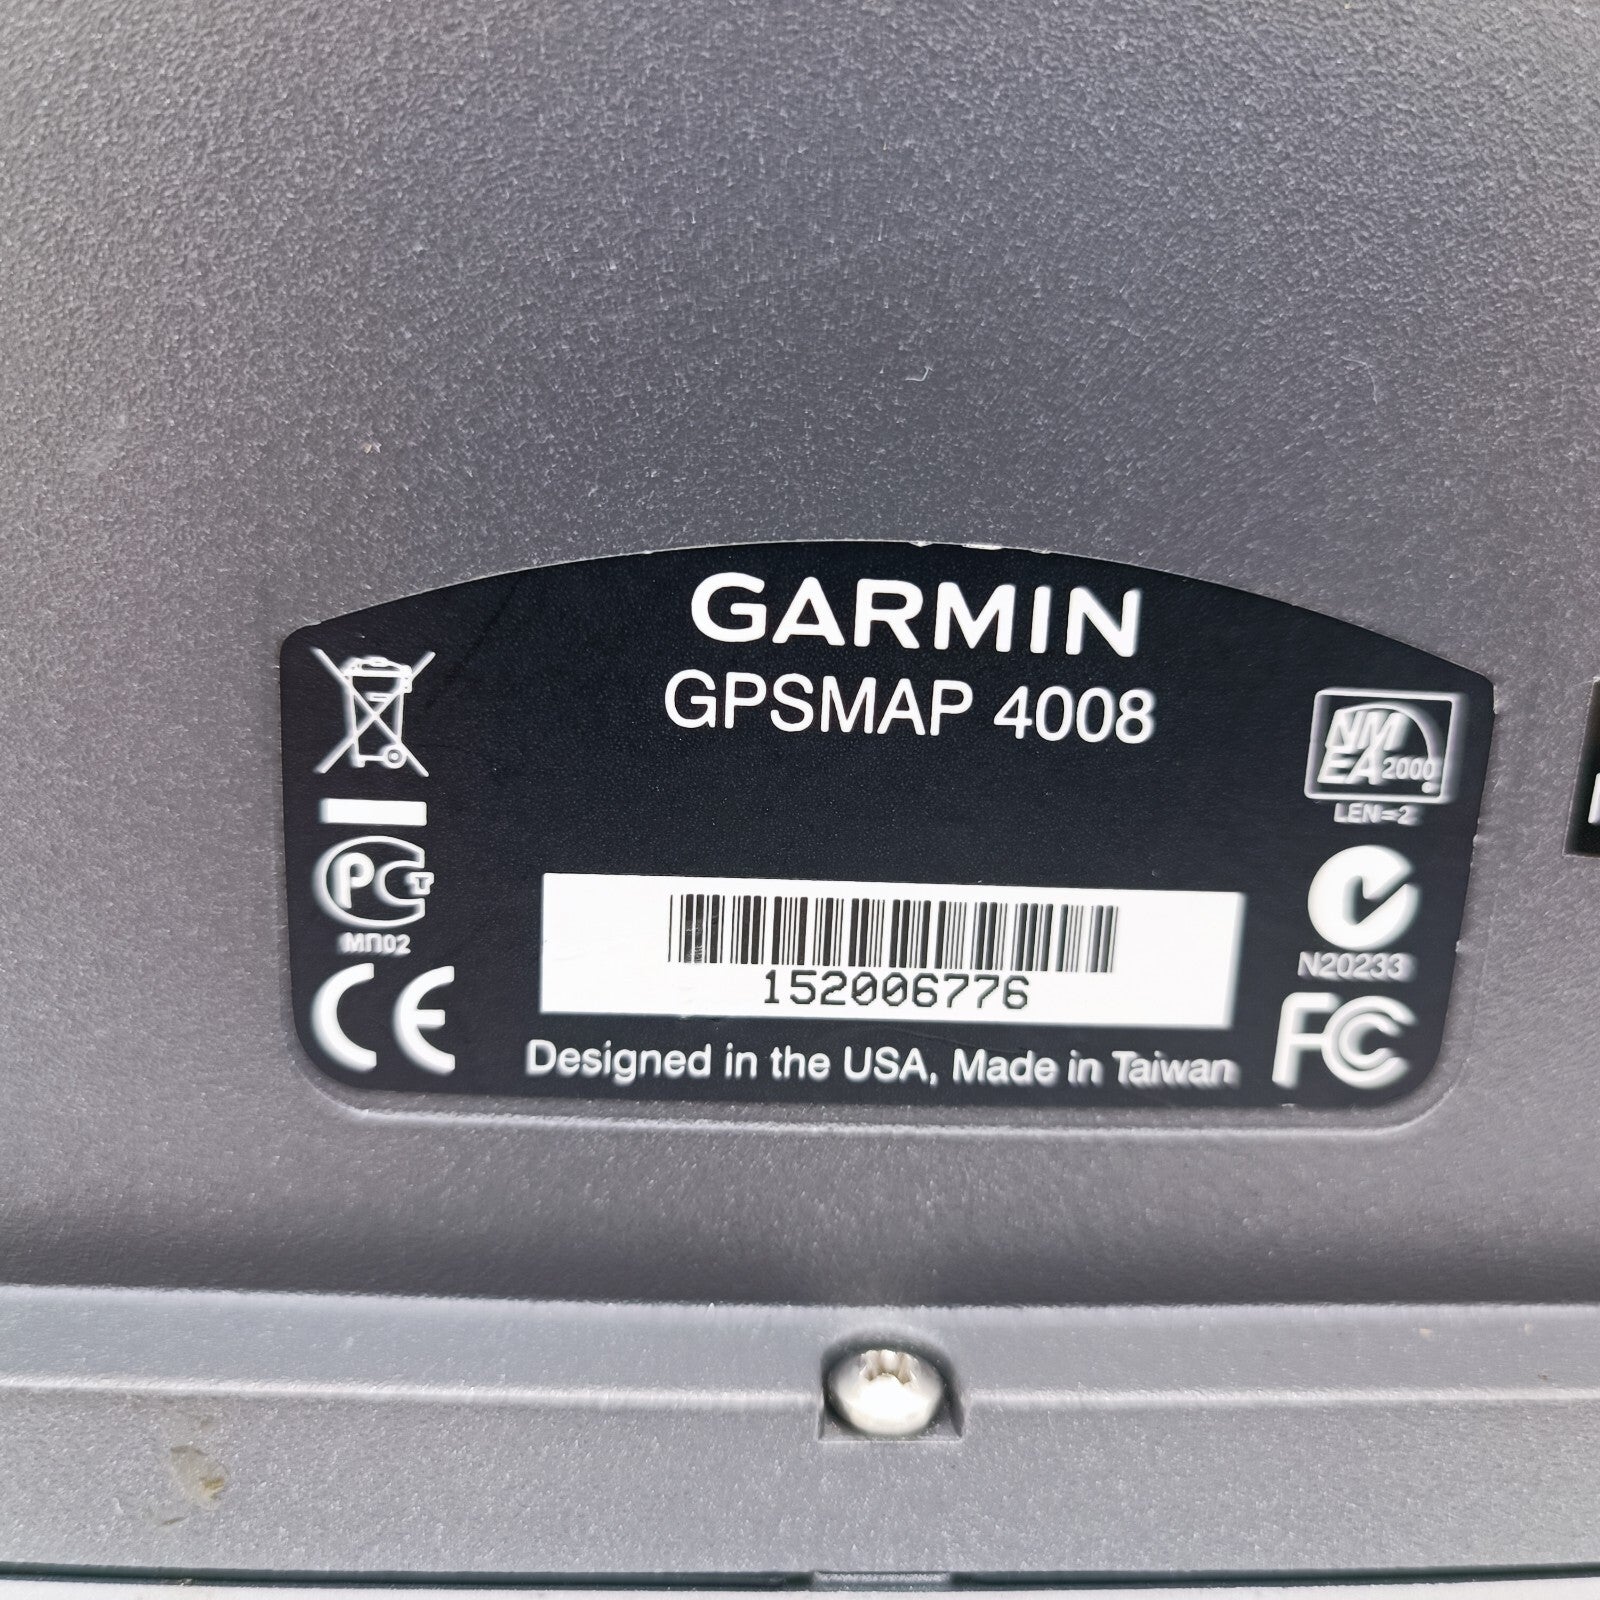 GARMIN
GPSMAP 4008
NMEA 2000®
LEN=2
PCT
МП02
CE
152006776
N20233
FC
Designed in the USA, Made in Taiwan